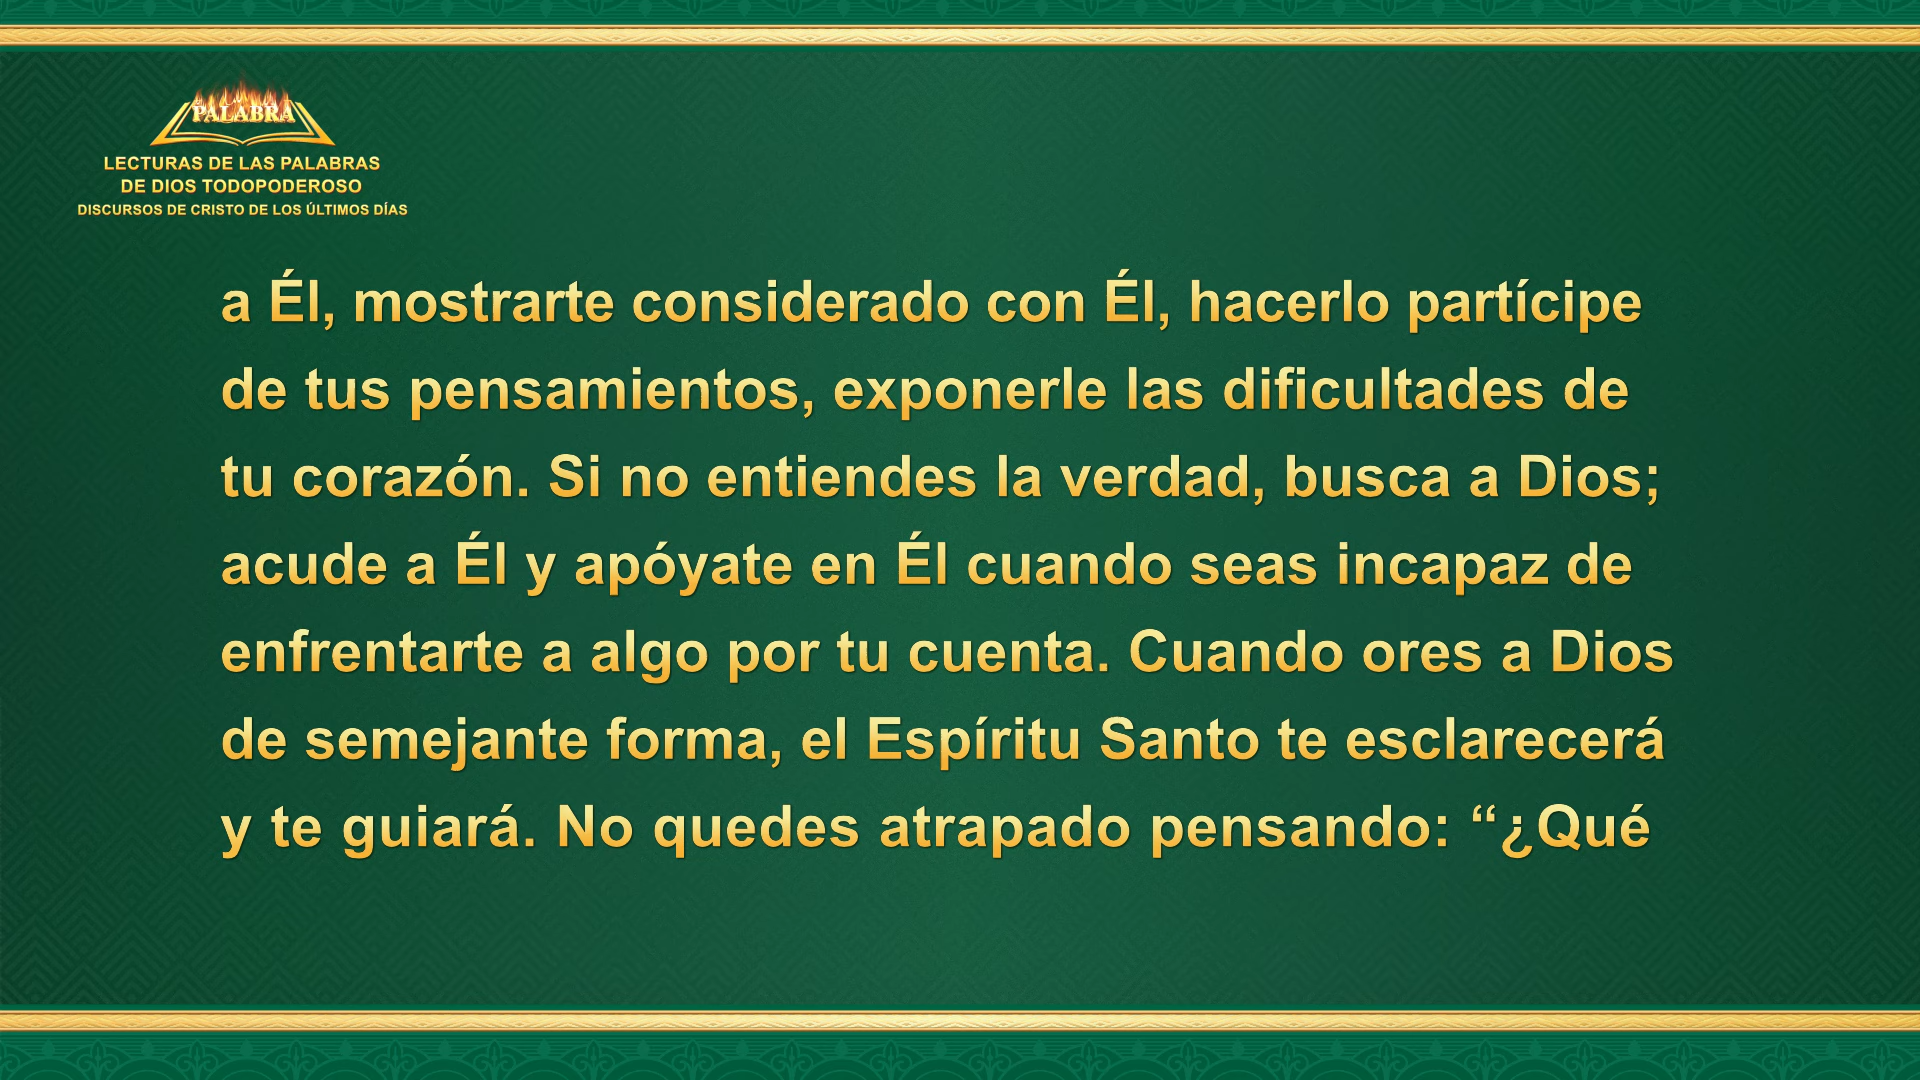 PALABRA
LECTURAS DE LAS PALABRAS
DE DIOS TODOPODEROSO
DISCURSOS DE CRISTO DE LOS ÚLTIMOS DÍAS
a Él, mostrarte considerado con Él, hacerlo partícipe
de tus pensamientos, exponerle las dificultades de
tu corazón. Si no entiendes la verdad, busca a Dios;
acude a Él y apóyate en Él cuando seas incapaz de
enfrentarte a algo por tu cuenta. Cuando ores a Dios
de semejante forma, el Espíritu Santo te esclarecerá
y te guiará. No quedes atrapado pensando: “¿Qué